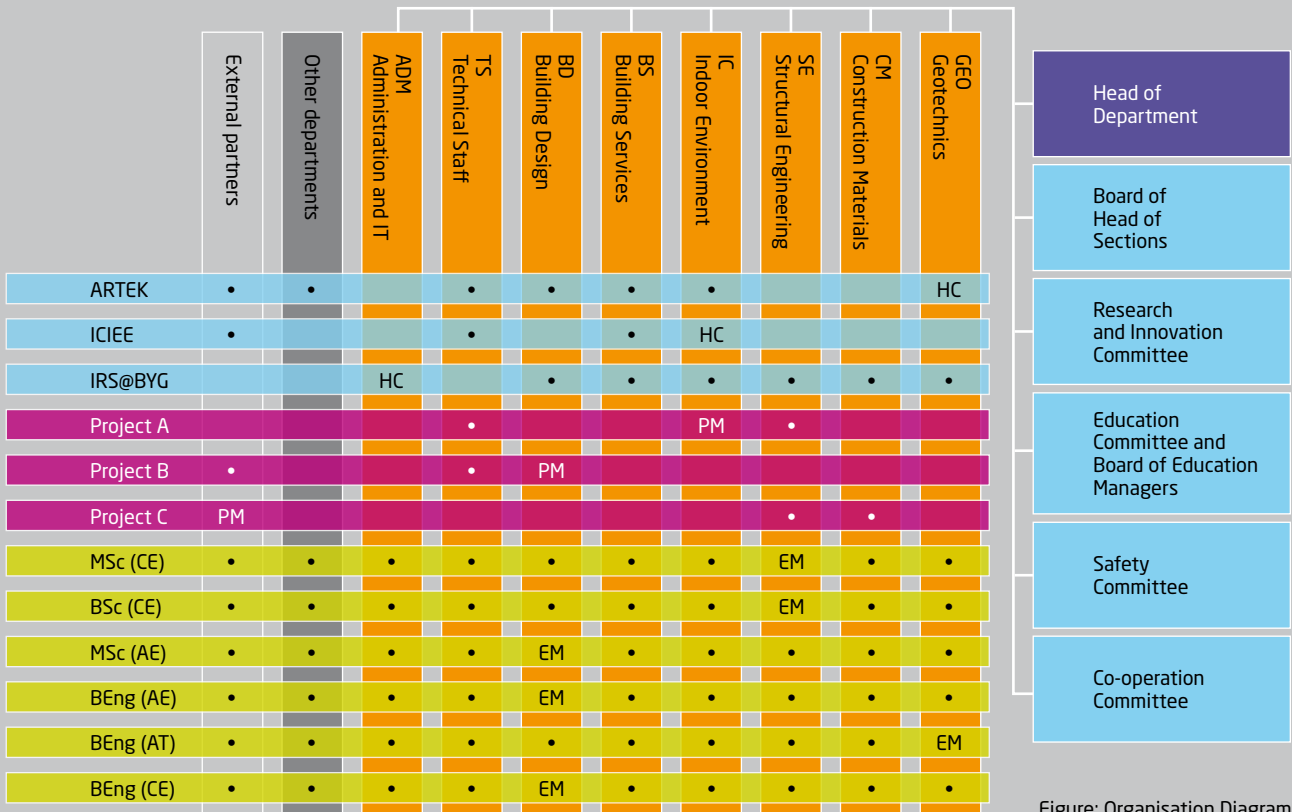 External partners
Other departments
ADM
Administration and IT
TS
Technical Staff
BD
Building Design
BS
Building Services
IC
Indoor Environment
SE
Structural Engineering
CM
Construction Materials
GEO
Geotechnics
ARTEK • • • • • • HC
ICIEE • • • HC
IRS@BYG HC • • • • • •
Project A • PM •
Project B • • PM
Project C PM • •
MSc (CE) • • • • • • • EM • •
BSc (CE) • • • • • • • EM • •
MSc (AE) • • • • EM • • • • •
BEng (AE) • • • • EM • • • • •
BEng (AT) • • • • • • • • • EM
BEng (CE) • • • • EM • • • • •
Head of
Department
Board of
Head of
Sections
Research
and Innovation
Committee
Education
Committee and
Board of Education
Managers
Safety
Committee
Co-operation
Committee
Figure: Organisation Diagram